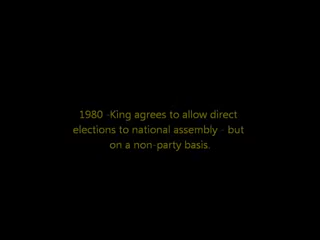 1980 -King agrees to allow direct
elections to national assembly - but
on a non-party basis.